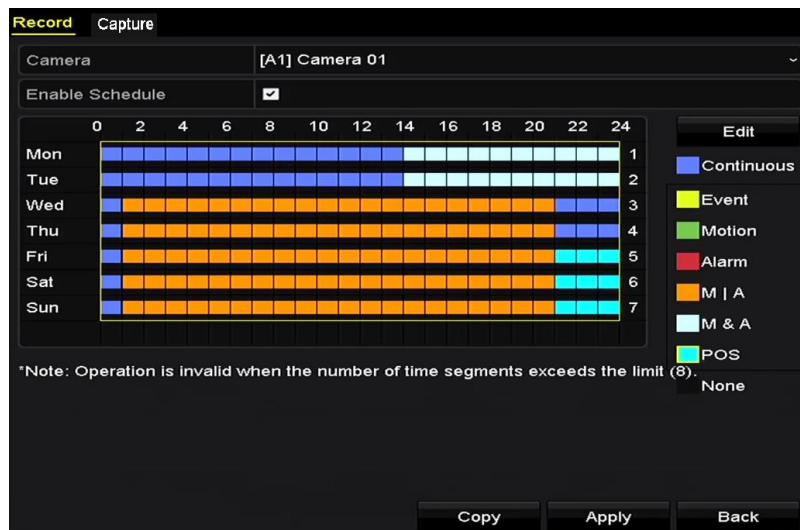 Record Capture
Camera [A1] Camera 01
Enable Schedule
0 2 4 6 8 10 12 14 16 18 20 22 24
Edit
Mon 1
Continuous
Tue 2
Wed 3
Event
Thu 4
Motion
Fri 5
Alarm
Sat 6
M | A
Sun 7
M & A
POS
*Note: Operation is invalid when the number of time segments exceeds the limit (8).
None
Copy Apply Back